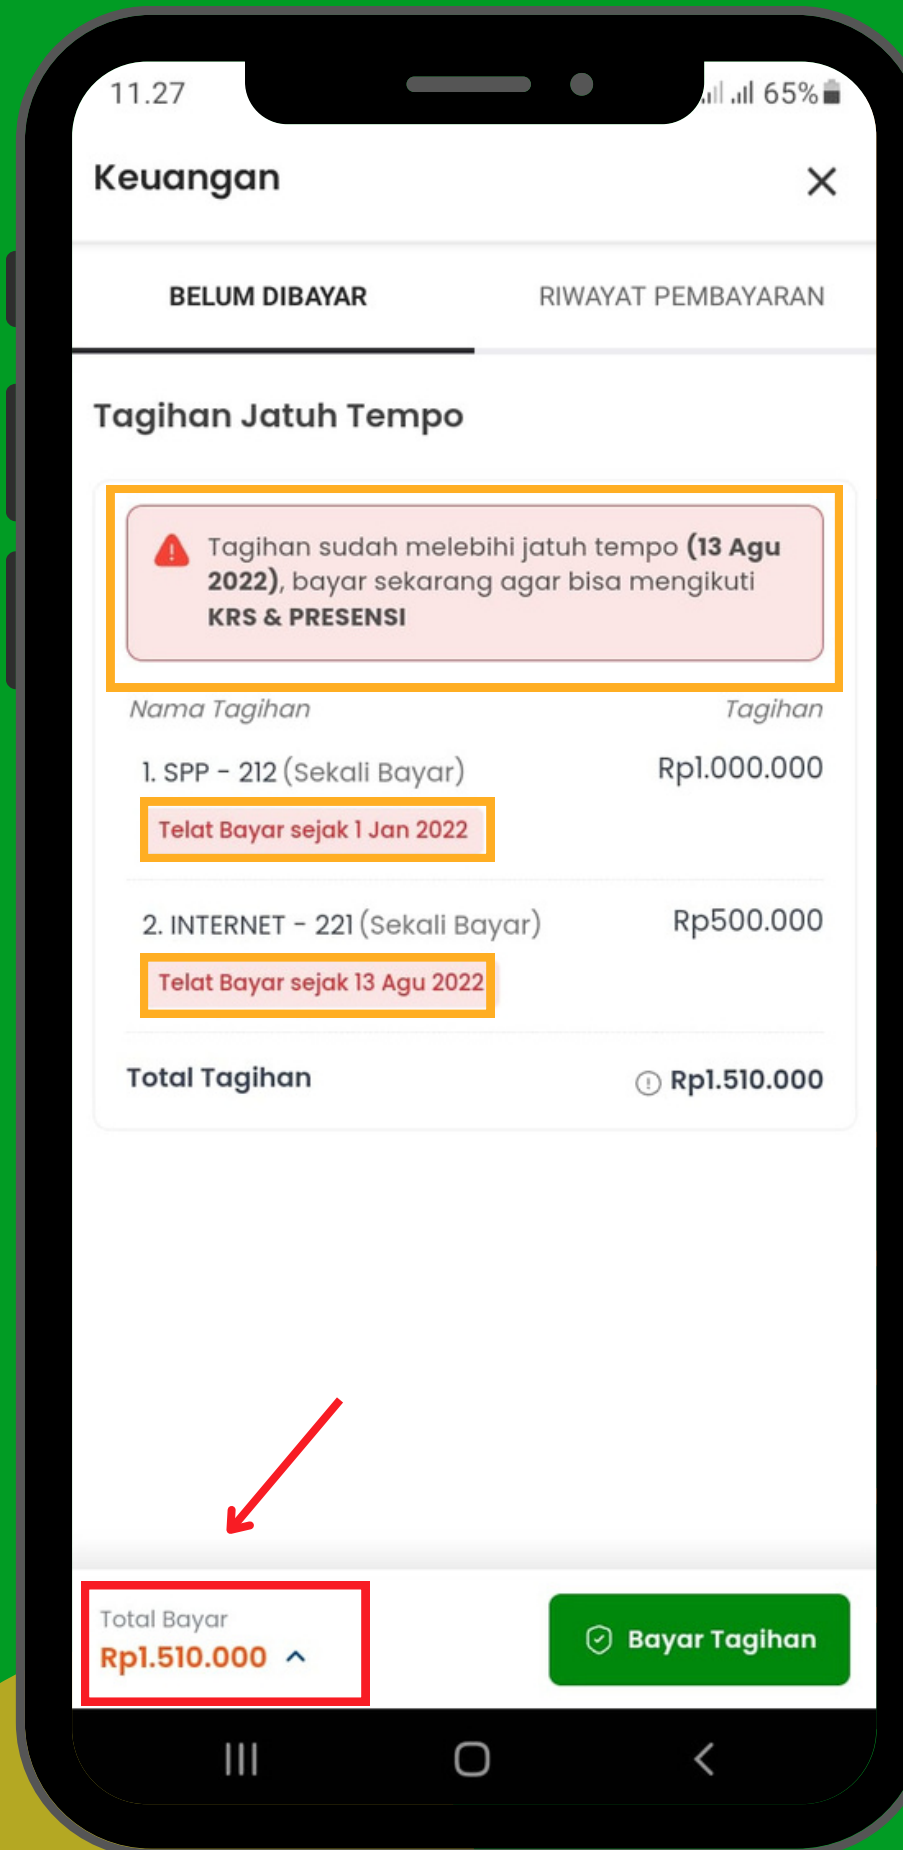 11.27
65%
Keuangan
BELUM DIBAYAR
RIWAYAT PEMBAYARAN
Tagihan Jatuh Tempo
Tagihan sudah melebihi jatuh tempo (13 Agu
2022), bayar sekarang agar bisa mengikuti
KRS & PRESENSI
Nama Tagihan
Tagihan
1. SPP - 212 (Sekali Bayar)
Rp1.000.000
Telat Bayar sejak 1 Jan 2022
2. INTERNET - 221 (Sekali Bayar)
Rp500.000
Telat Bayar sejak 13 Agu 2022
Total Tagihan
Rp1.510.000
Total Bayar
Rp1.510.000
Bayar Tagihan